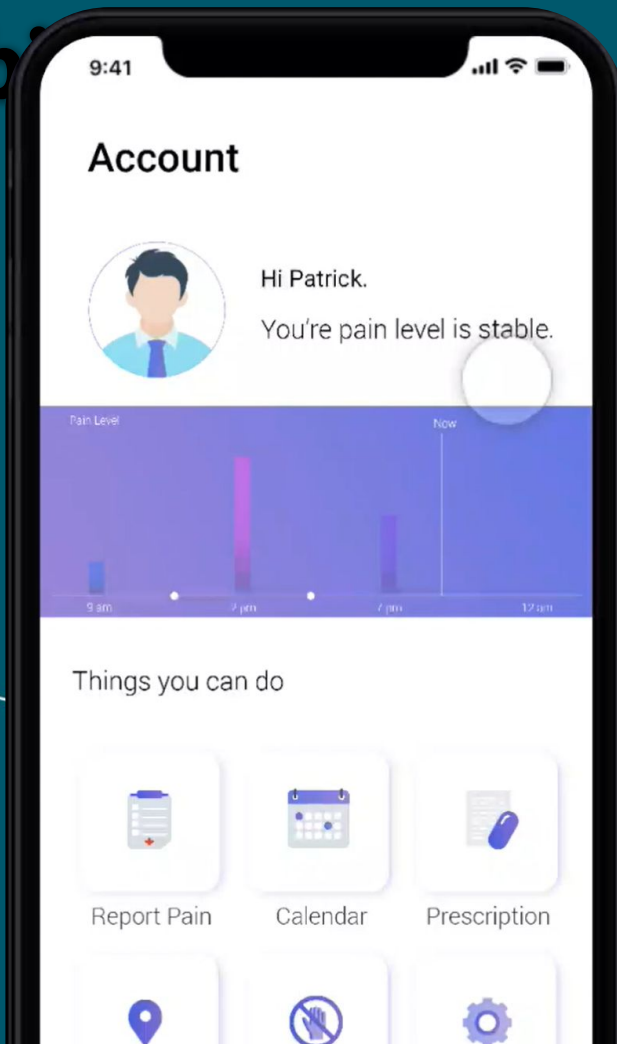 9:41
Account
Hi Patrick.
You're pain level is stable.
Pain Level
Now
9 am
2 pm
7 pm
12 am
Things you can do
Report Pain
Calendar
Prescription